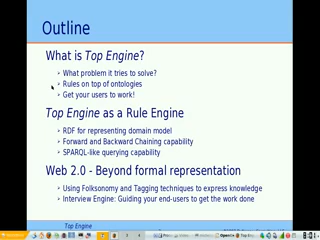 Outline
What is Top Engine?
What problem it tries to solve?
Rules on top of ontologies
Get your users to work!
Top Engine as a Rule Engine
RDF for representing domain model
Forward and Backward Chaining capability
SPARQL-like querying capability
Web 2.0 - Beyond formal representation
Using Folksonomy and Tagging techniques to express knowledge
Interview Engine: Guiding your end-users to get the work done
Top Engine